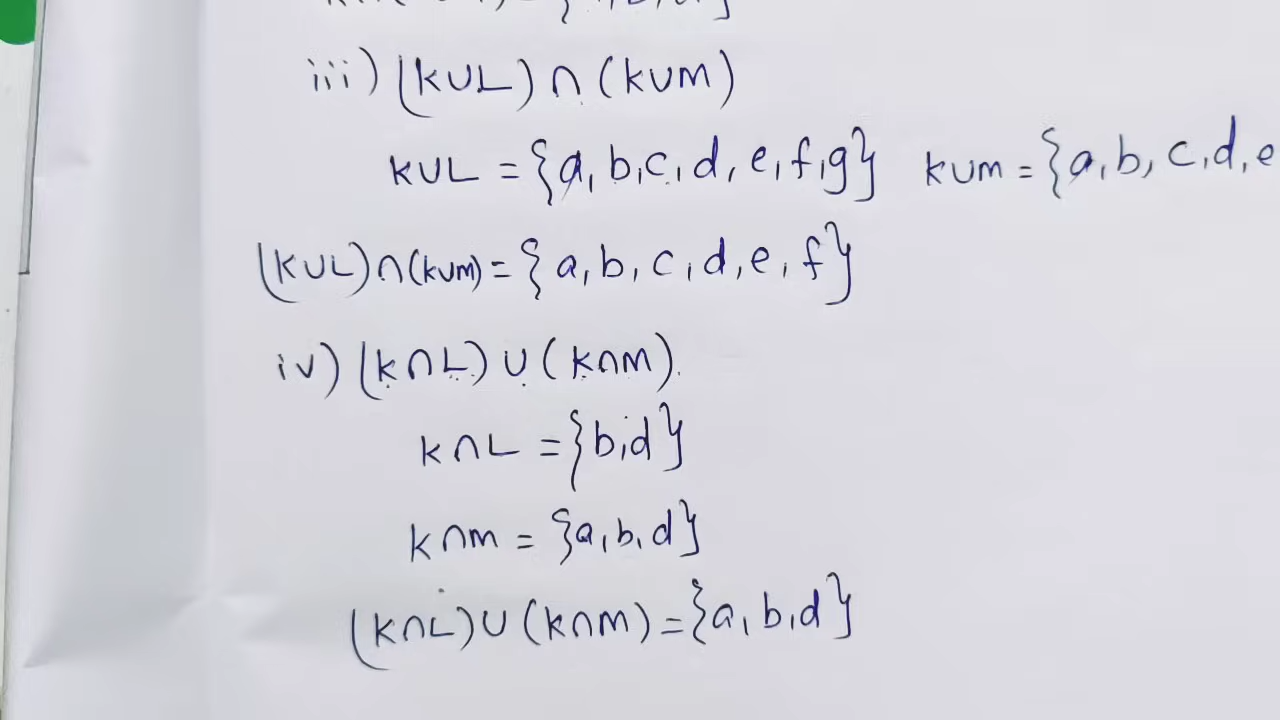 iii) (KUL) ∩ (KUM)
KUL = {a, b, c, d, e, f, g} KUM = {a, b, c, d, e
(KUL)∩(KUM) = {a, b, c, d, e, f}
iv) (K∩L) U (K∩M).
K∩L = {b, d}
K∩M = {a, b, d}
(K∩L) U (K∩M) = {a, b, d}